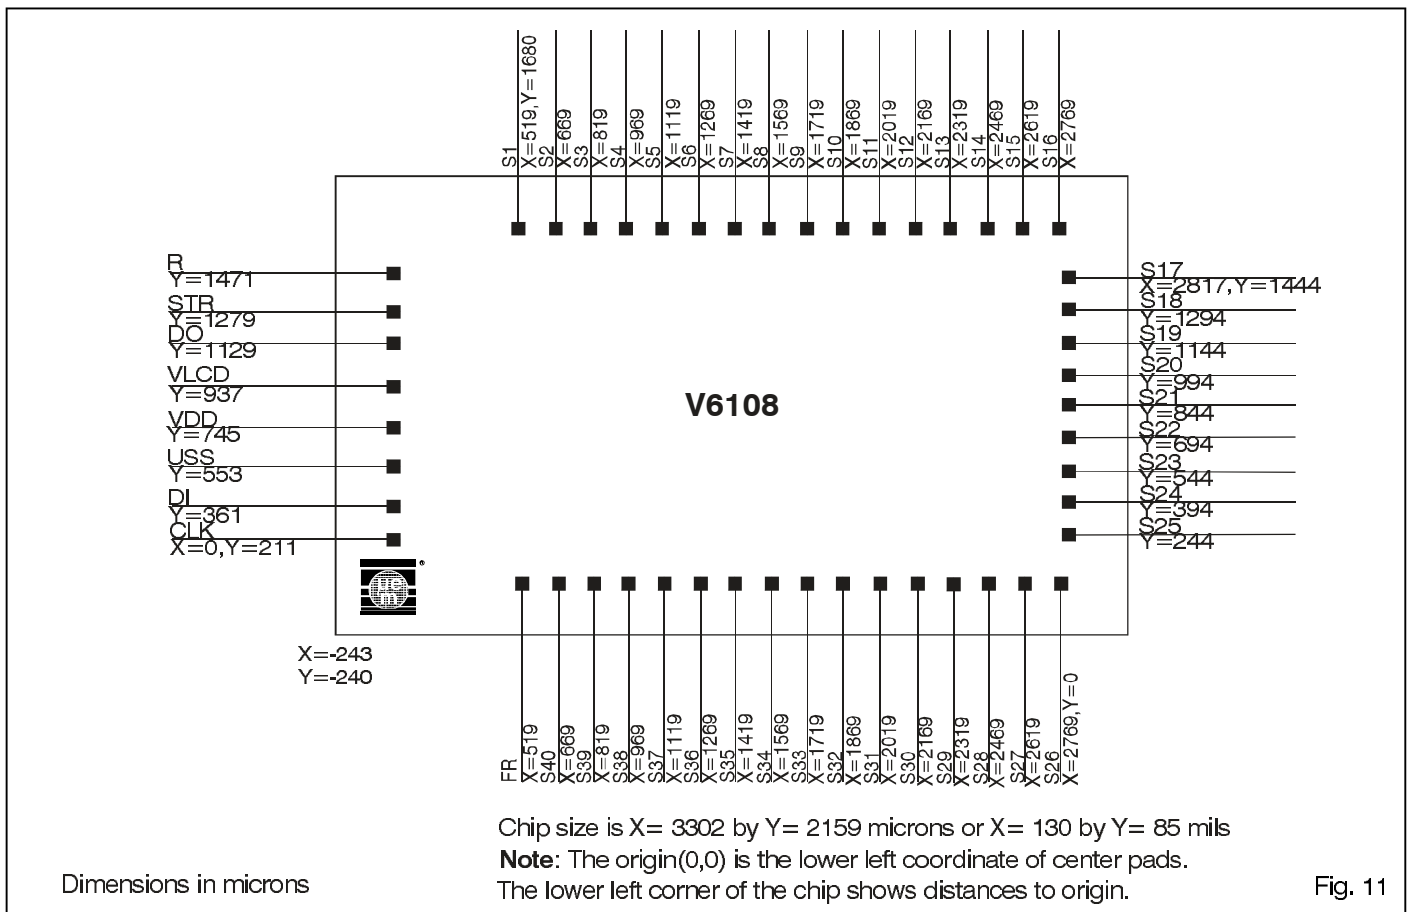 S1
X=519,Y=1680
S2
X=669
S3
X=819
S4
X=969
S5
X=1119
S6
X=1269
S7
X=1419
S8
X=1569
S9
X=1719
S10
X=1869
S11
X=2019
S12
X=2169
S13
X=2319
S14
X=2469
S15
X=2619
S16
X=2769
R
Y=1471
STR
Y=1279
DO
Y=1129
VLCD
Y=937
VDD
Y=745
USS
Y=553
DI
Y=361
CLK
X=0,Y=211
V6108
S17
X=2817,Y=1444
S18
Y=1294
S19
Y=1144
S20
Y=994
S21
Y=844
S22
Y=694
S23
Y=544
S24
Y=394
S25
Y=244
®
X=-243
Y=-240
FR
X=519
S40
X=669
S39
X=819
S38
X=969
S37
X=1119
S36
X=1269
S35
X=1419
S34
X=1569
S33
X=1719
S32
X=1869
S31
X=2019
S30
X=2169
S29
X=2319
S28
X=2469
S27
X=2619
S26
X=2769,Y=0
Chip size is X= 3302 by Y= 2159 microns or X= 130 by Y= 85 mils
Note: The origin(0,0) is the lower left coordinate of center pads.
The lower left corner of the chip shows distances to origin.
Dimensions in microns
Fig. 11